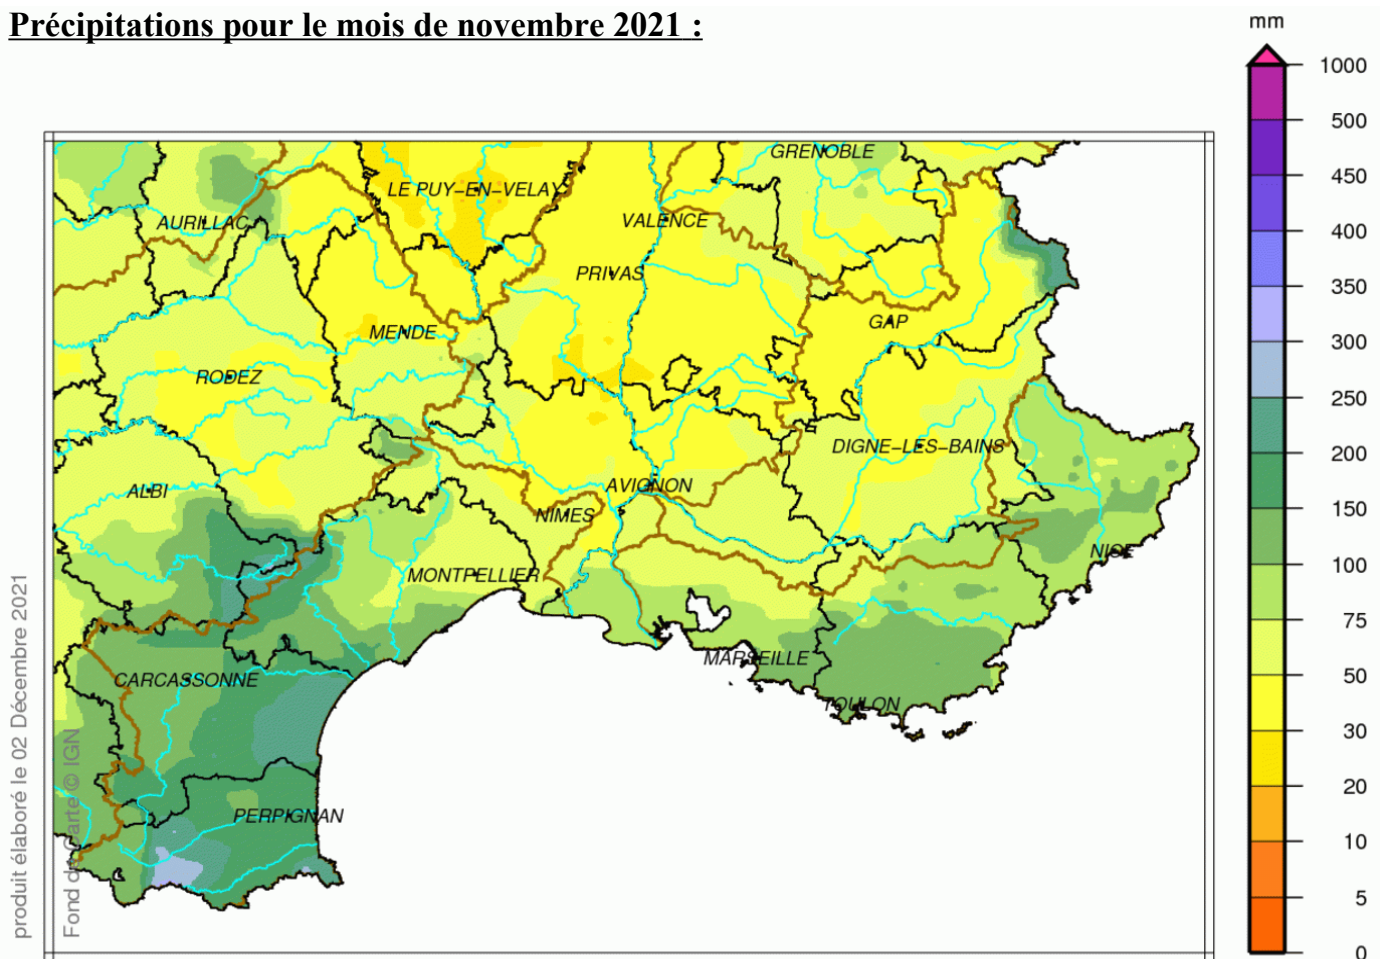 Précipitations pour le mois de novembre 2021 :
mm
1000
500
450
400
350
300
250
200
150
100
75
50
30
20
10
5
0
GRENOBLE
LE PUY-EN-VELAY
AURILLAC
VALENCE
PRIVAS
GAP
MENDE
RODEZ
DIGNE-LES-BAINS
AVIGNON
ALBI
NIMES
NICE
MONTPELLIER
MARSEILLE
CARCASSONNE
TOULON
PERPIGNAN
produit élaboré le 02 Décembre 2021
Fond de Carte © IGN